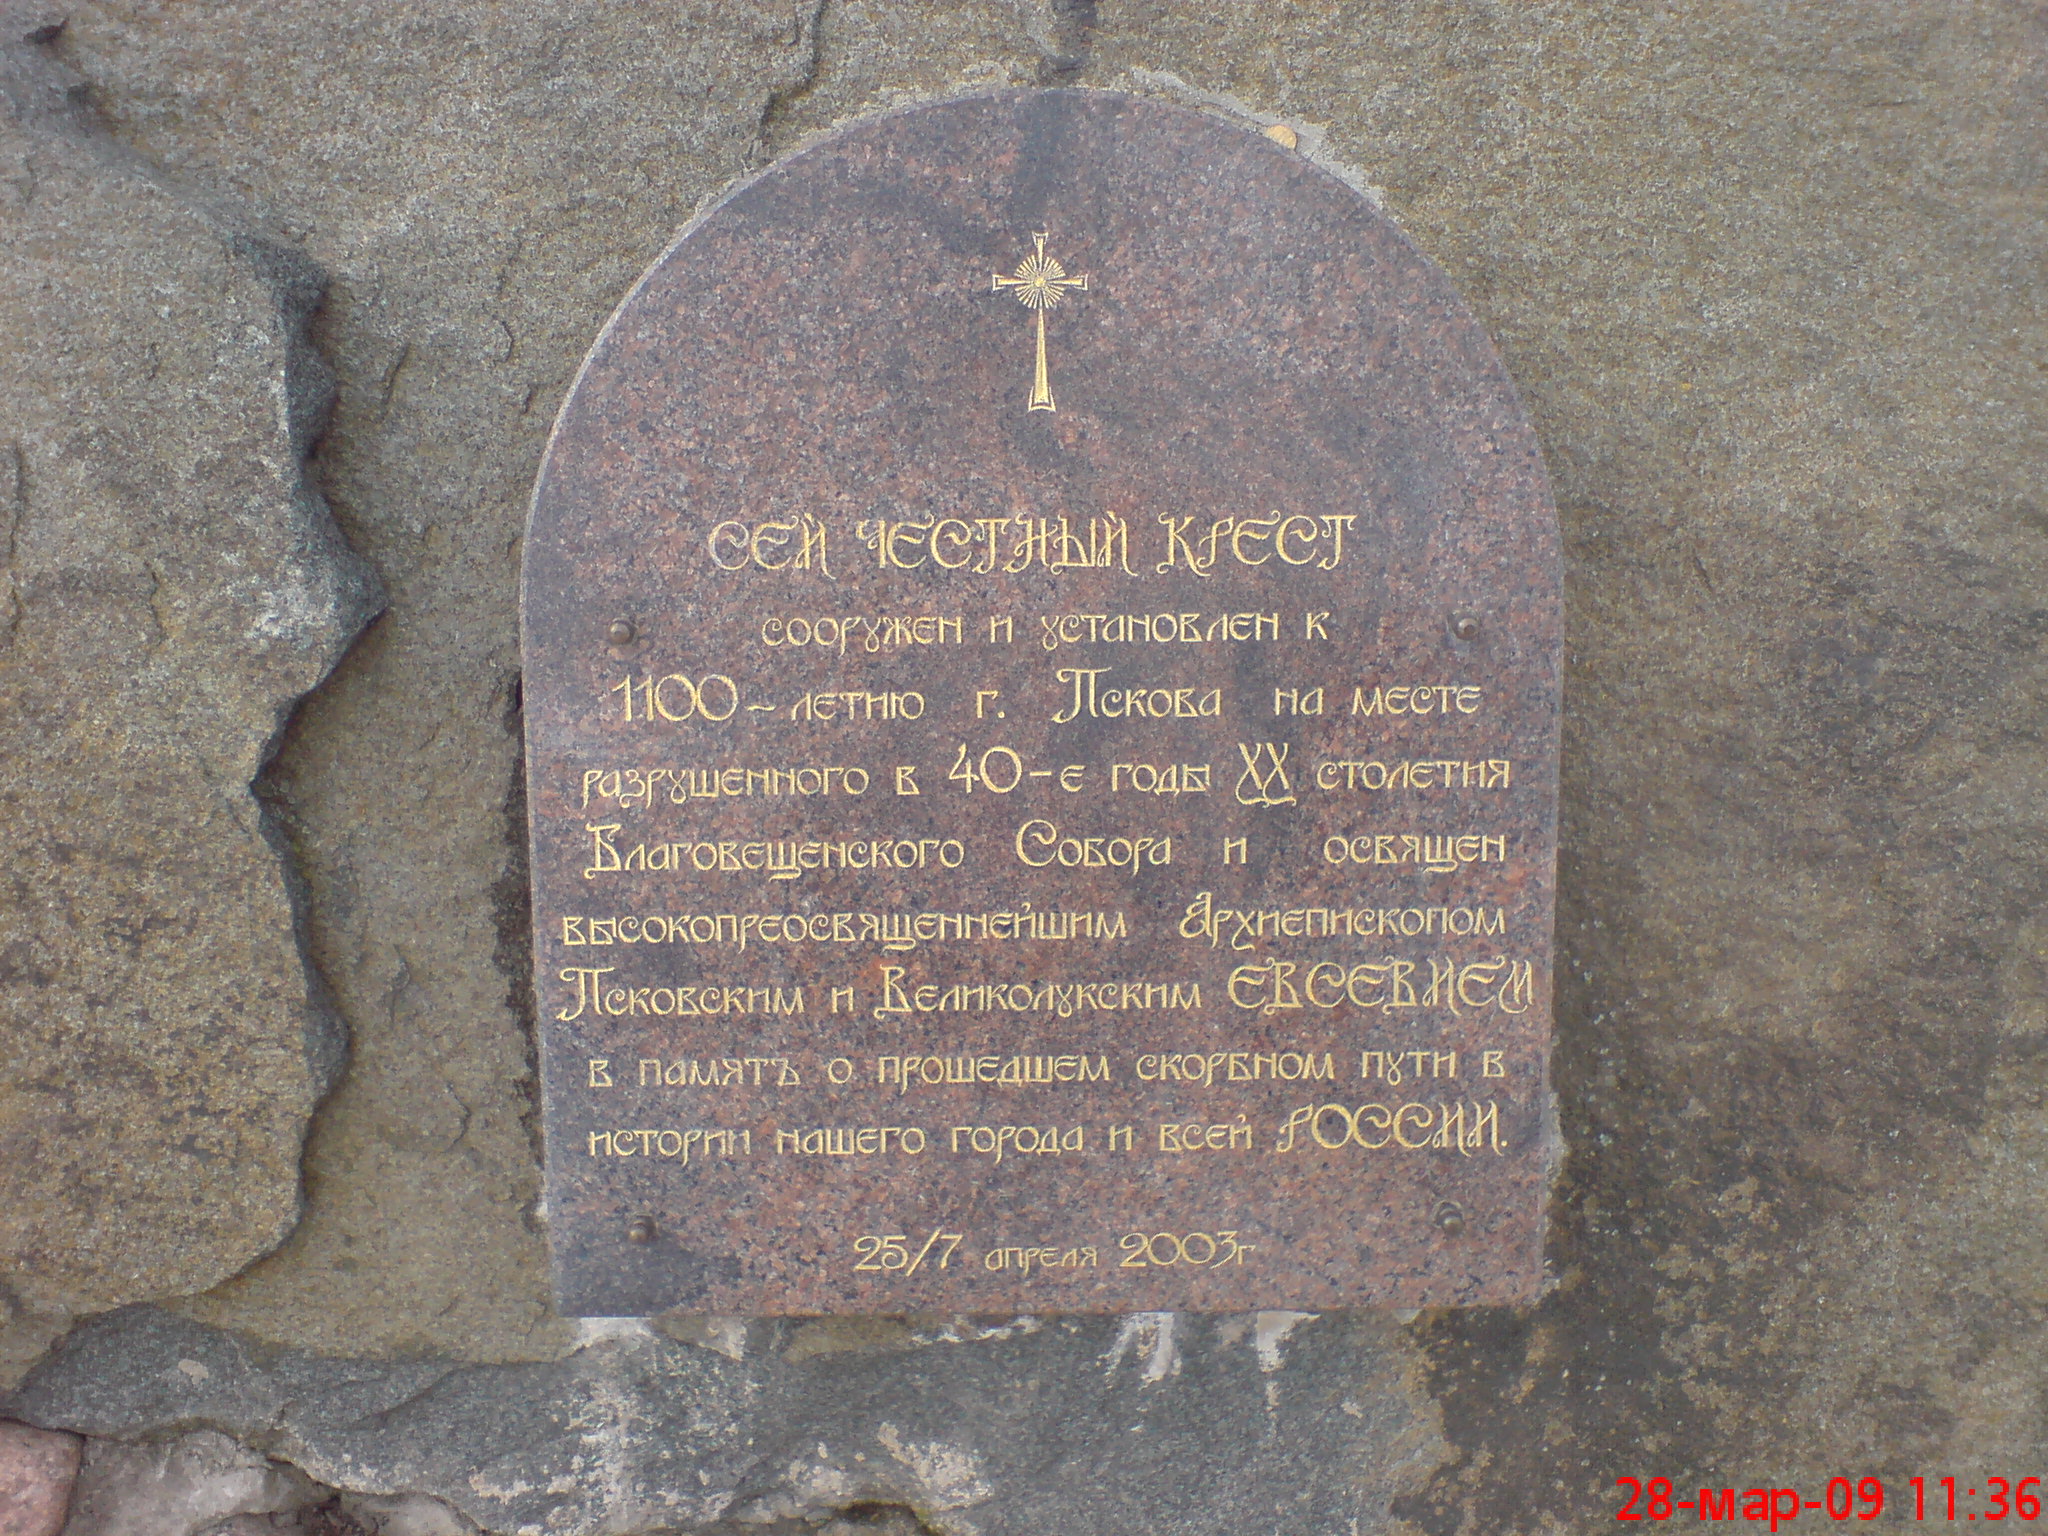 СЕЙ ЧЕСТНЫЙ КРЕСТ
СООРУЖЕН И УСТАНОВЛЕН К
1100-ЛЕТИЮ Г. ПСКОВА НА МЕСТЕ
РАЗРУШЕННОГО В 40-Е ГОДЫ XX СТОЛЕТИЯ
БЛАГОВЕЩЕНСКОГО СОБОРА И ОСВЯЩЕН
ВЫСОКОПРЕОСВЯЩЕННЕЙШИМ АРХИЕПИСКОПОМ
ПСКОВСКИМ И ВЕЛИКОЛУКСКИМ ЕВСЕВИЕМ
В ПАМЯТЪ О ПРОШЕДШЕМ СКОРБНОМ ПУТИ В
ИСТОРИИ НАШЕГО ГОРОДА И ВСЕЙ РОССИИ.
25/7 АПРЕЛЯ 2003Г
28-мар-09 11:36